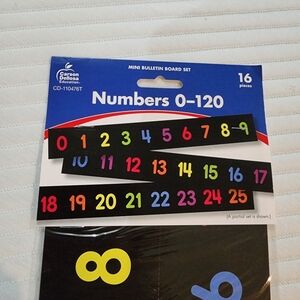 MINI BULLETIN BOARD SET
Carson
Dellosa
Education
CD-110476T
16
pieces
Numbers 0-120
0 1 2 3 4 5 6 7 8 9
10 11 12 13 14 15 16 17
18 19 20 21 22 23 24 25
(A partial set is shown.)
8
9